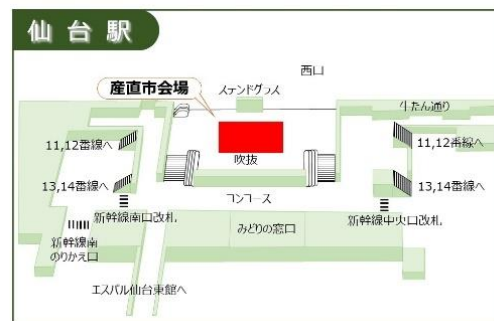 仙台駅
西口
産直市会場
ステンドグラス
牛たん通り
11,12番線へ
11,12番線へ
吹抜
13,14番線へ
13,14番線へ
コンコース
新幹線南口改札
新幹線中央口改札
みどりの窓口
新幹線南
のりかえ口
エスパル仙台東館へ